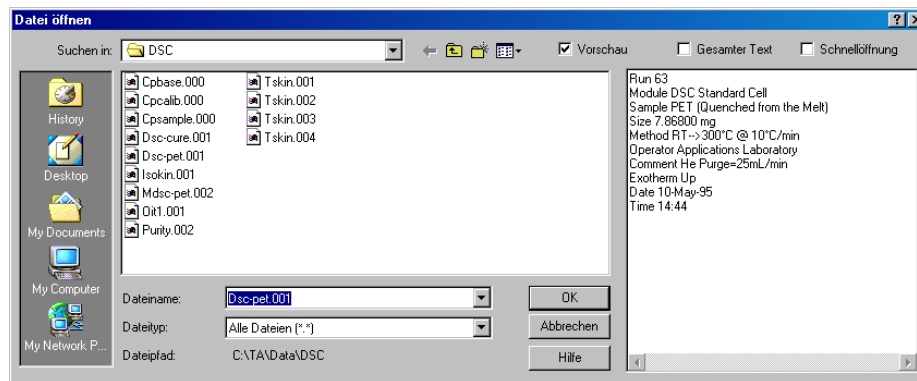 Datei öffnen
Suchen in: DSC
Vorschau
Gesamter Text
Schnellöffnung
History
Desktop
My Documents
My Computer
My Network P...
Cpbase.000
Cpcalib.000
Cpsample.000
Dsc-cure.001
Dsc-pet.001
Isokin.001
Mdsc-pet.002
Oit1.001
Purity.002
Tskin.001
Tskin.002
Tskin.003
Tskin.004
Run 63
Module DSC Standard Cell
Sample PET (Quenched from the Melt)
Size 7.86800 mg
Method RT-->300°C @ 10°C/min
Operator Applications Laboratory
Comment He Purge=25mL/min
Exotherm Up
Date 10-May-95
Time 14:44
Dateiname: Dsc-pet.001
Dateityp: Alle Dateien (*.*)
Dateipfad: C:\TA\Data\DSC
OK
Abbrechen
Hilfe